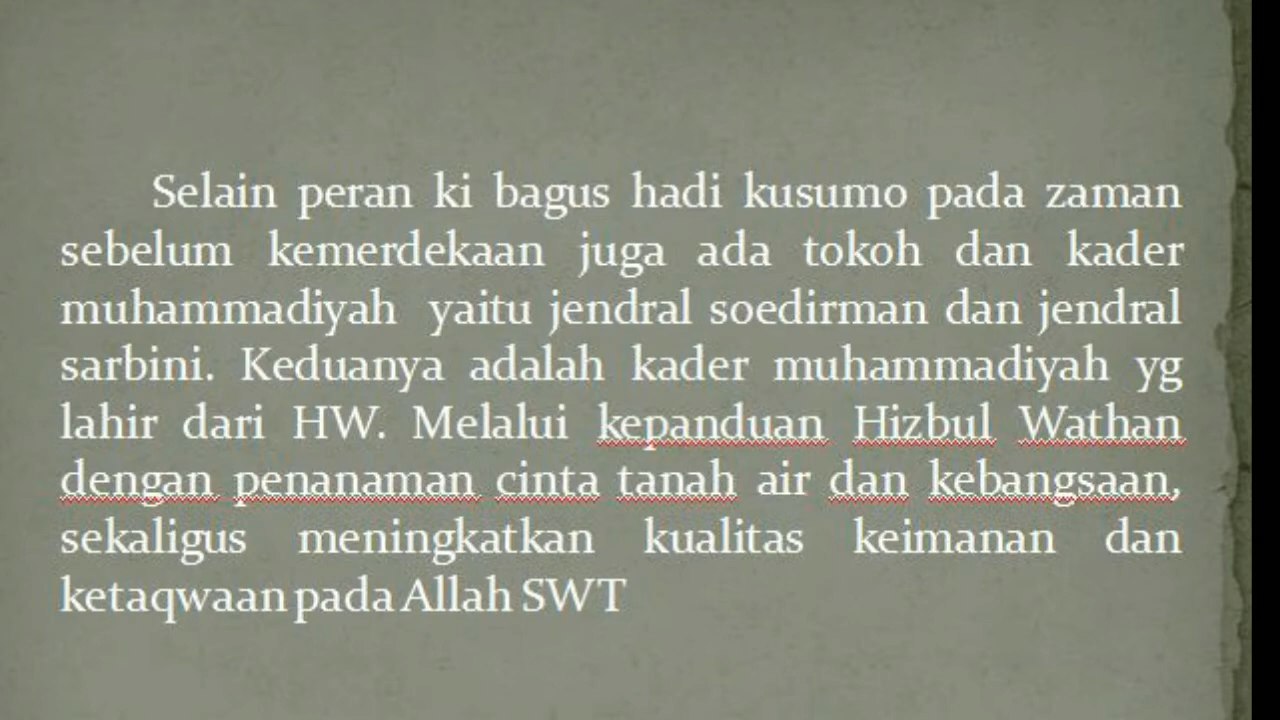 Selain peran ki bagus hadi kusumo pada zaman
sebelum kemerdekaan juga ada tokoh dan kader
muhammadiyah yaitu jendral soedirman dan jendral
sarbini. Keduanya adalah kader muhammadiyah yg
lahir dari HW. Melalui kepanduan Hizbul Wathan
dengan penanaman cinta tanah air dan kebangsaan,
sekaligus meningkatkan kualitas keimanan dan
ketaqwaan pada Allah SWT